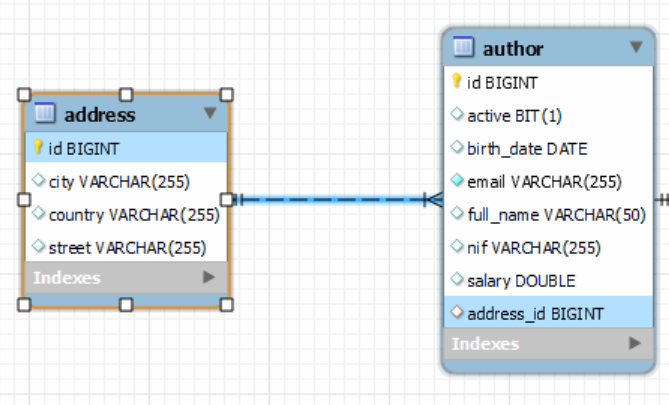 address
id BIGINT
city VARCHAR(255)
country VARCHAR(255)
street VARCHAR(255)
Indexes
author
id BIGINT
active BIT(1)
birth_date DATE
email VARCHAR(255)
full_name VARCHAR(50)
nif VARCHAR(255)
salary DOUBLE
address_id BIGINT
Indexes